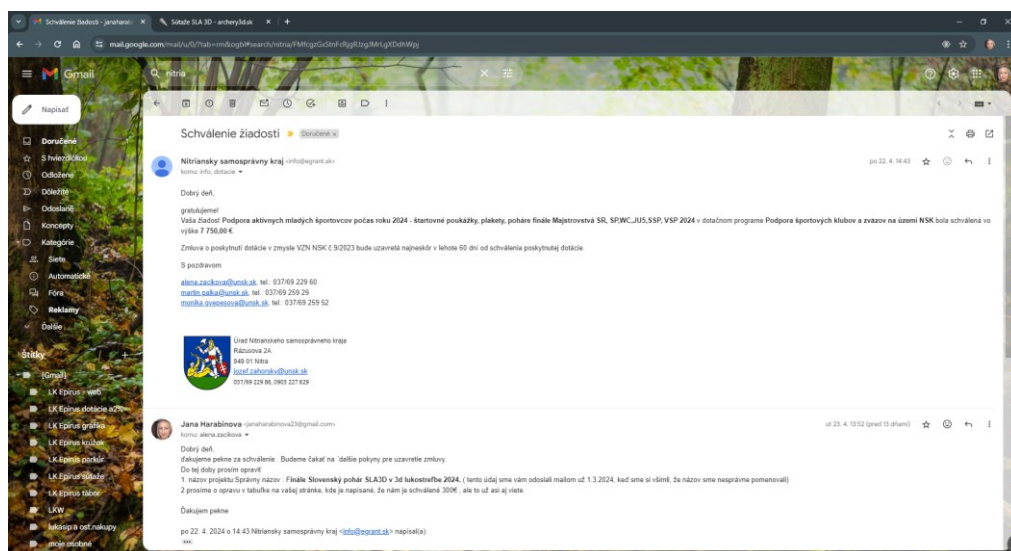 Schválenie žiadosti - janaharabi
Súťaže SLA 3D - archery3d.sk
mail.google.com/mail/u/0/?tab=rm&ogbl#search/nitria/
Gmail
nitria
Napísať
Doručené
S hviezdičkou
Odložené
Dôležité
Odoslané
Koncepty
Kategórie
Siete
Automatické
Fóra
Reklamy
Ďalšie
Štítky
[Gmail]
LK Epirus - web
LK Epirus dotácie a2%
LK Epirus grafika
LK Epirus krúžok
LK Epirus parkúr
LK Epirus súťaže
LK Epirus tábor
LKW
lukasip a ost.nakupy
moje osobné
Schválenie žiadosti
Doručené x
Nitriansky samosprávny kraj <info@egrant.sk>
po 22. 4. 14:43
komu: info, dotacie
Dobrý deň,
gratulujeme!
Vaša žiadosť Podpora aktívnych mladých športovcov počas roku 2024 - štartovné poukážky, plakety, poháre finále Majstrovstvá SR, SP,WC,JUS,SSP, VSP 2024 v dotačnom programe Podpora športových klubov a zväzov na území NSK bola schválená vo
výške 7 750,00 €.
Zmluva o poskytnutí dotácie v zmysle VZN NSK č.9/2023 bude uzavretá najneskôr v lehote 60 dní od schválenia poskytnutej dotácie.
S pozdravom
alena.zacikova@unsk.sk, tel.: 037/69 229 60
martin.palka@unsk.sk, tel.: 037/69 259 29
monika.gyepesova@unsk.sk, tel.: 037/69 259 52
Úrad Nitrianskeho samosprávneho kraja
Rázusova 2A
949 01 Nitra
jozef.zahorsky@unsk.sk
037/69 229 86, 0903 227 629
Jana Harabinova <janaharabinova23@gmail.com>
ut 23. 4. 13:52 (pred 13 dňami)
komu: alena.zacikova
Dobrý deň,
ďakujeme pekne za schválenie . Budeme čakať na ´ďalšie pokyny pre uzavretie zmluvy.
Do tej doby prosím opraviť
1. názov projektu:Správny názov : Finále Slovenský pohár SLA3D v 3d lukostreľbe 2024. ( tento údaj sme vám odoslali mailom už 1.3.2024, keď sme si všimli, že názov sme nesprávne pomenovali)
2.prosíme o opravu v tabuľke na vašej stránke, kde je napísané, že nám je schválené 300€ , ale to už asi aj viete.
Ďakujem pekne
po 22. 4. 2024 o 14:43 Nitriansky samosprávny kraj <info@egrant.sk> napísal(a):